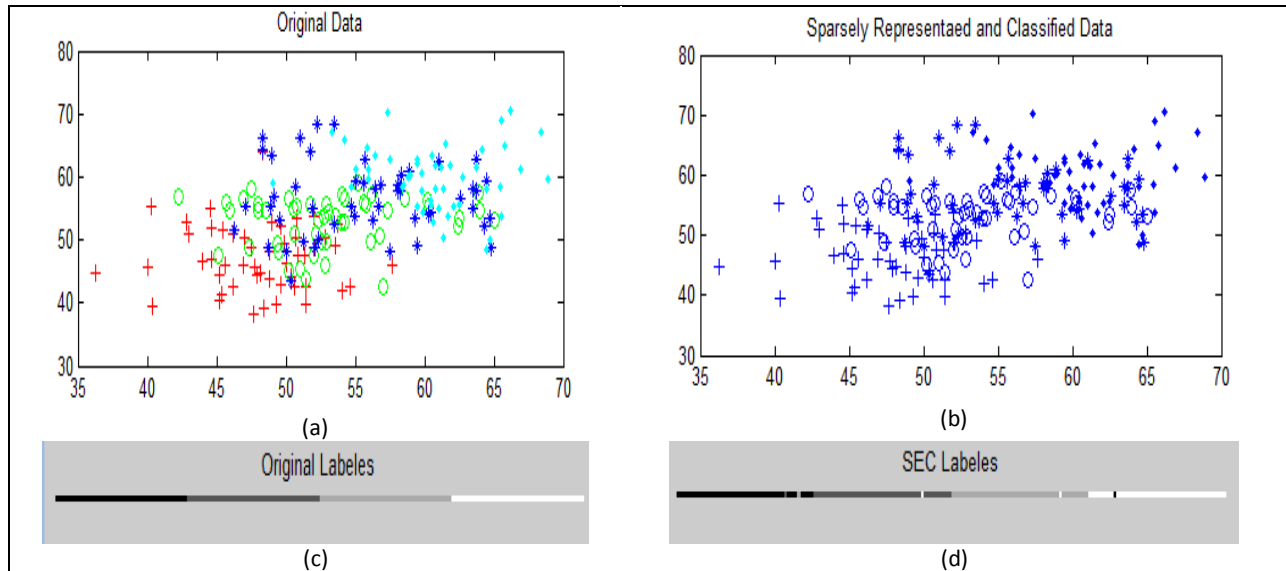 Original Data
80
70
60
50
40
30
35 40 45 50 55 60 65 70
(a)
Sparsely Representaed and Classified Data
80
70
60
50
40
30
35 40 45 50 55 60 65 70
(b)
Original Labeles
(c)
SEC Labeles
(d)